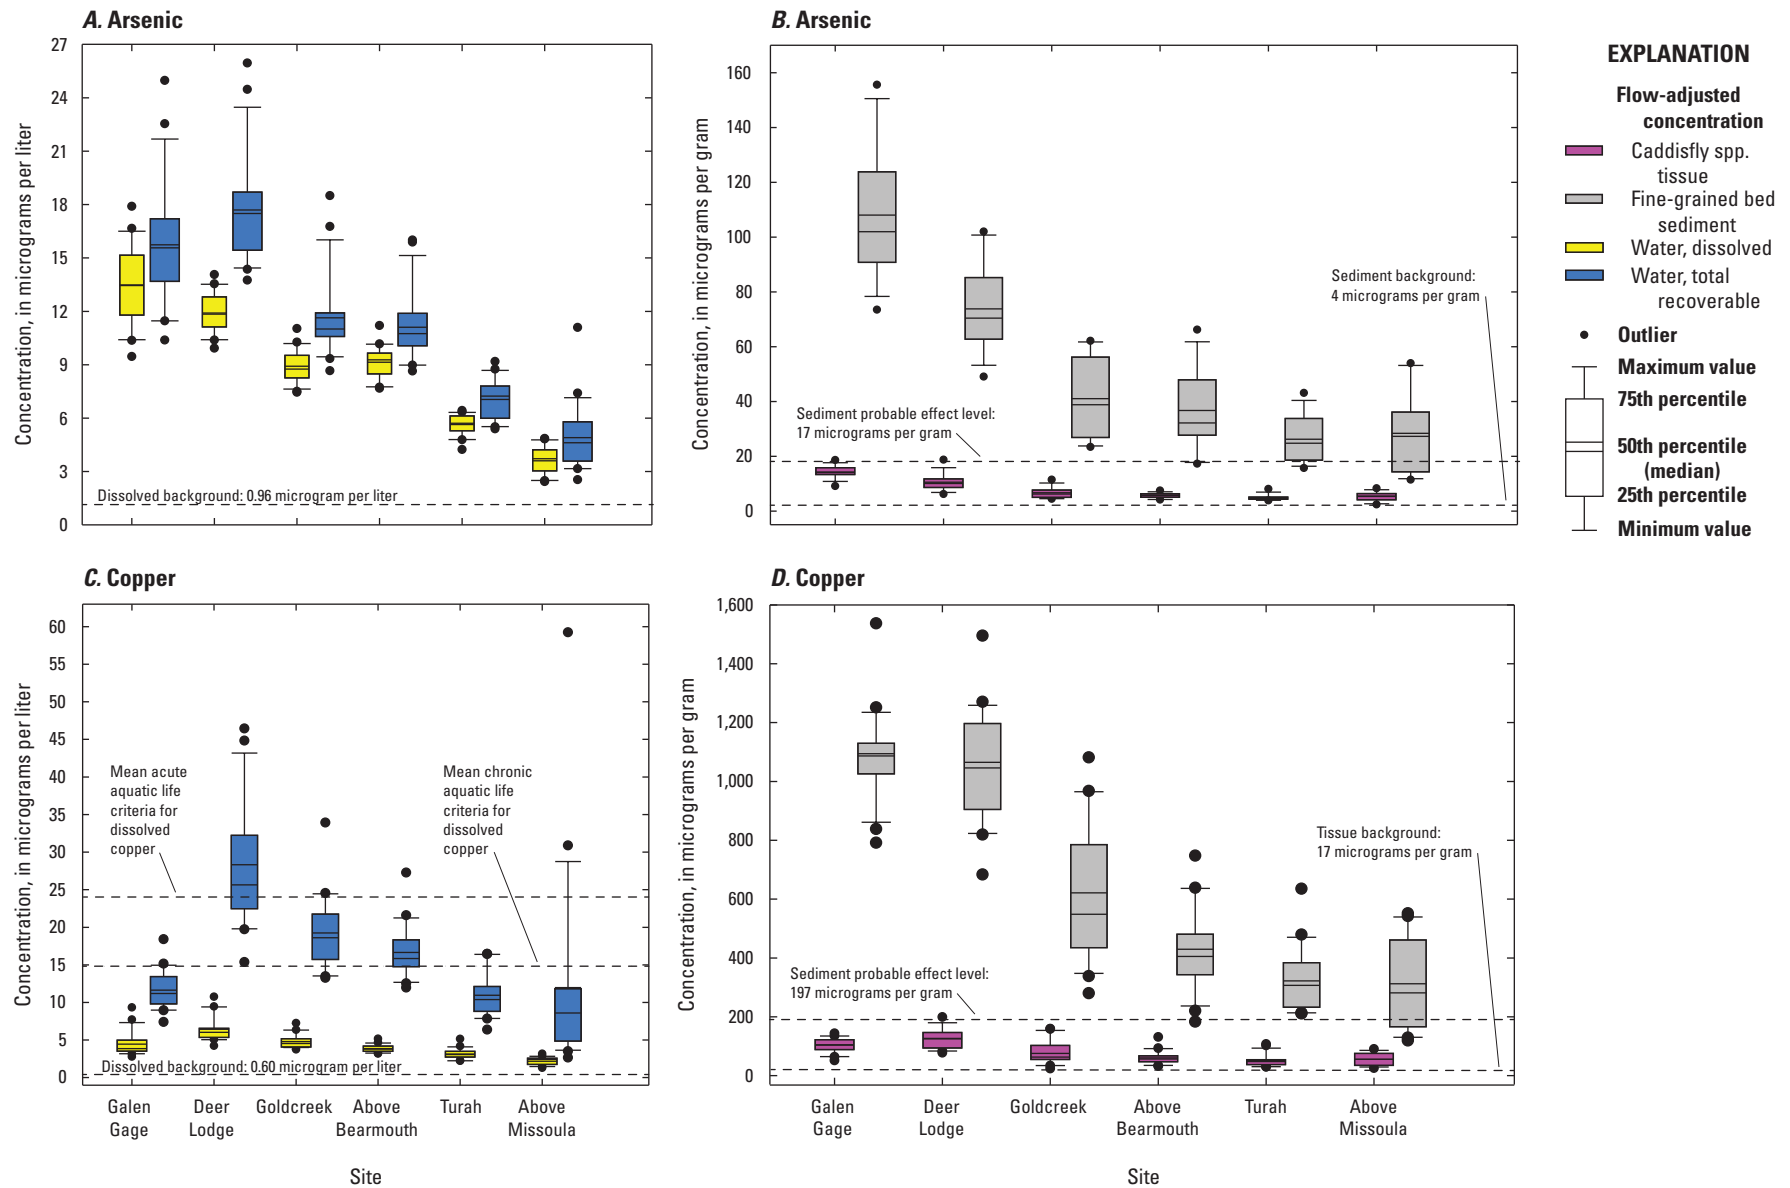 A. Arsenic
27
24
21
18
15
12
9
6
3
0
Concentration, in micrograms per liter
Dissolved background: 0.96 microgram per liter
B. Arsenic
160
140
120
100
80
60
40
20
0
Concentration, in micrograms per gram
Sediment background:
4 micrograms per gram
Sediment probable effect level:
17 micrograms per gram
EXPLANATION
Flow-adjusted
concentration
Caddisfly spp.
tissue
Fine-grained bed
sediment
Water, dissolved
Water, total
recoverable
Outlier
Maximum value
75th percentile
50th percentile
(median)
25th percentile
Minimum value
C. Copper
60
55
50
45
40
35
30
25
20
15
10
5
0
Concentration, in micrograms per liter
Mean acute
aquatic life
criteria for
dissolved
copper
Mean chronic
aquatic life
criteria for
dissolved
copper
Dissolved background: 0.60 microgram per liter
Galen
Gage
Deer
Lodge
Goldcreek
Above
Bearmouth
Turah
Above
Missoula
Site
D. Copper
1,600
1,400
1,200
1,000
800
600
400
200
0
Concentration, in micrograms per gram
Tissue background:
17 micrograms per gram
Sediment probable effect level:
197 micrograms per gram
Galen
Gage
Deer
Lodge
Goldcreek
Above
Bearmouth
Turah
Above
Missoula
Site